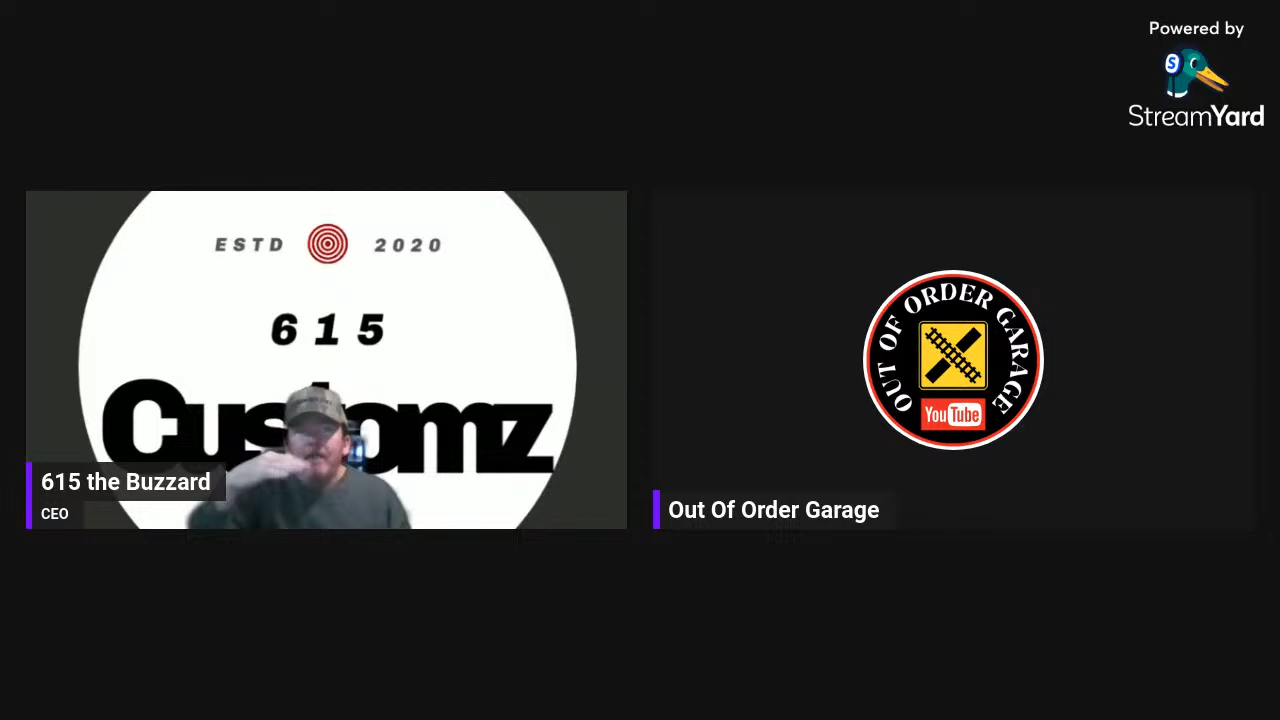 Powered by
StreamYard
ESTD 2020
615
Customz
615 the Buzzard
CEO
OUT OF ORDER GARAGE
YouTube
Out Of Order Garage